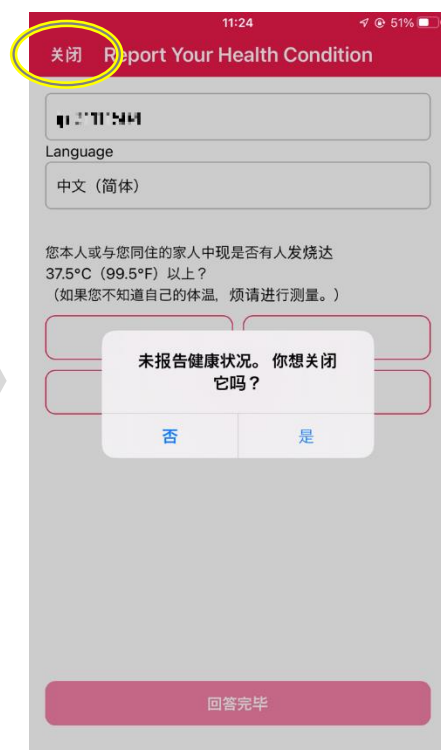 11:24
51%
关闭 Report Your Health Condition
Language
中文（简体）
您本人或与您同住的家人中现是否有人发烧达
37.5°C（99.5°F）以上？
（如果您不知道自己的体温，烦请进行测量。）
未报告健康状况。 你想关闭
它吗？
否
是
回答完毕